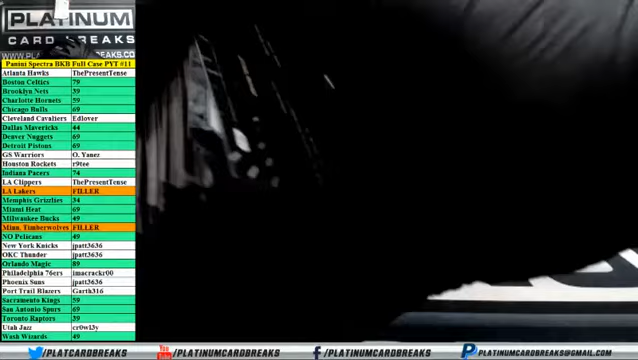 PLATINUM
CARD BREAKS
Panini Spectra BKB Full Case PYT #11
Atlanta Hawks ThePresentTense
Boston Celtics 79
Brooklyn Nets 39
Charlotte Hornets 59
Chicago Bulls 69
Cleveland Cavaliers Edlover
Dallas Mavericks 44
Denver Nuggets 69
Detroit Pistons 69
GS Warriors O. Yanez
Houston Rockets r9tee
Indiana Pacers 74
LA Clippers ThePresentTense
LA Lakers FILLER
Memphis Grizzlies 34
Miami Heat 69
Milwaukee Bucks 49
Minn. Timberwolves FILLER
NO Pelicans 49
New York Knicks jpatt3636
OKC Thunder jpatt3636
Orlando Magic 89
Philadelphia 76ers imacrackr00
Phoenix Suns jpatt3636
Port Trail Blazers Garth316
Sacramento Kings 59
San Antonio Spurs 69
Toronto Raptors 39
Utah Jazz cr0wl3y
Wash Wizards 49
/PLATCARDBREAKS
You Tube /PLATINUMCARDBREAKS
f /PLATINUMCARDBREAKS
P PLATINUMCARDBREAKS@GMAIL.COM